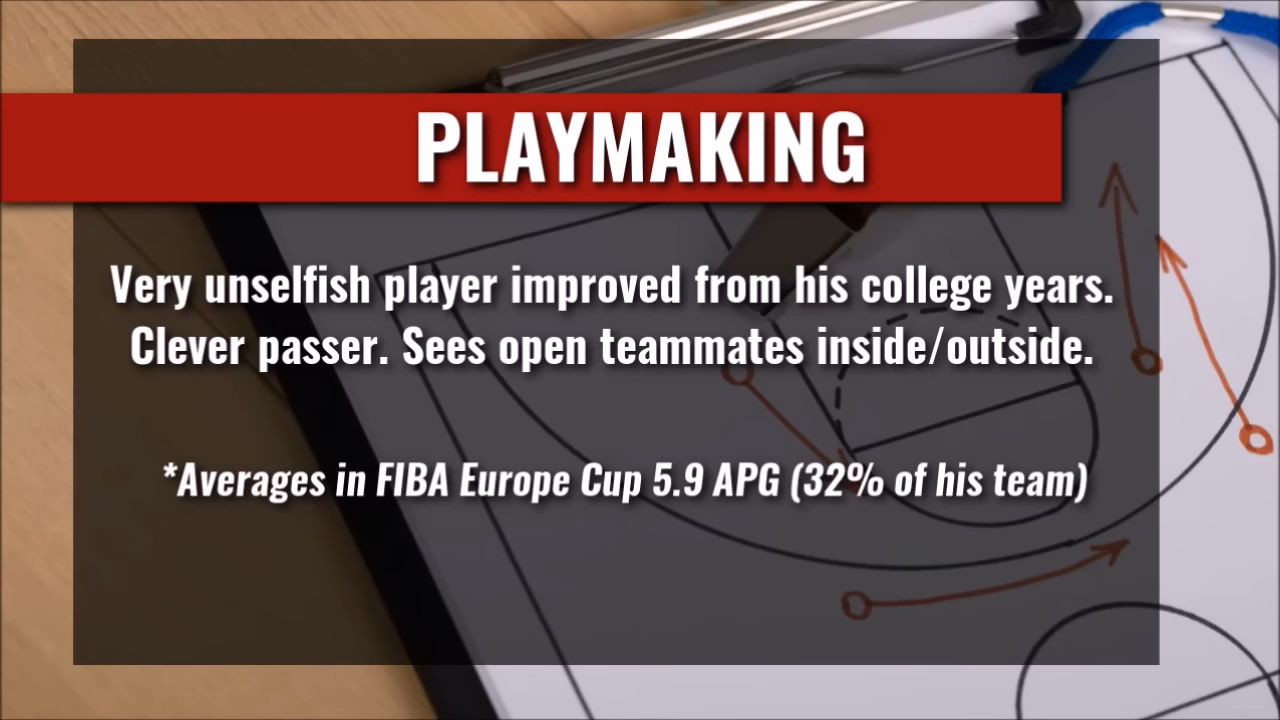 PLAYMAKING
Very unselfish player improved from his college years.
Clever passer. Sees open teammates inside/outside.
*Averages in FIBA Europe Cup 5.9 APG (32% of his team)